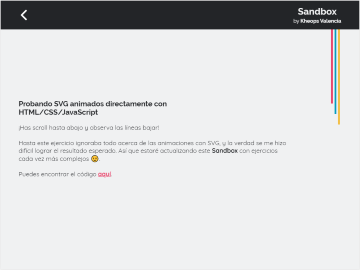 Sandbox
by Kheops Valencia
Probando SVG animados directamente con
HTML/CSS/JavaScript
¡Has scroll hasta abajo y observa las líneas bajar!
Hasta este ejercicio ignoraba todo acerca de las animaciones con SVG, y la verdad se me hizo
difícil lograr el resultado esperado. Así que estaré actualizando este Sandbox con ejercicios
cada vez más complejos 😉.
Puedes encontrar el código aquí.